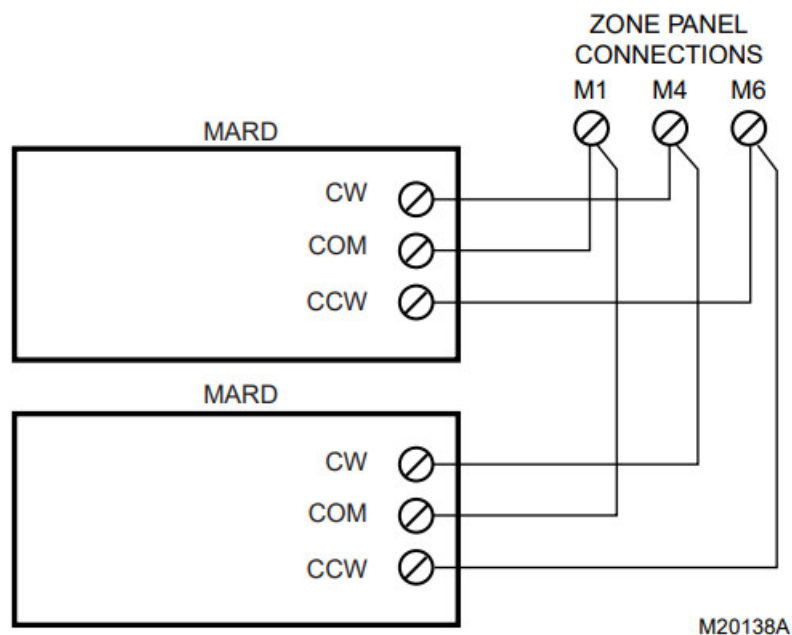 ZONE PANEL
CONNECTIONS
M1 M4 M6
MARD
CW
COM
CCW
MARD
CW
COM
CCW
M20138A